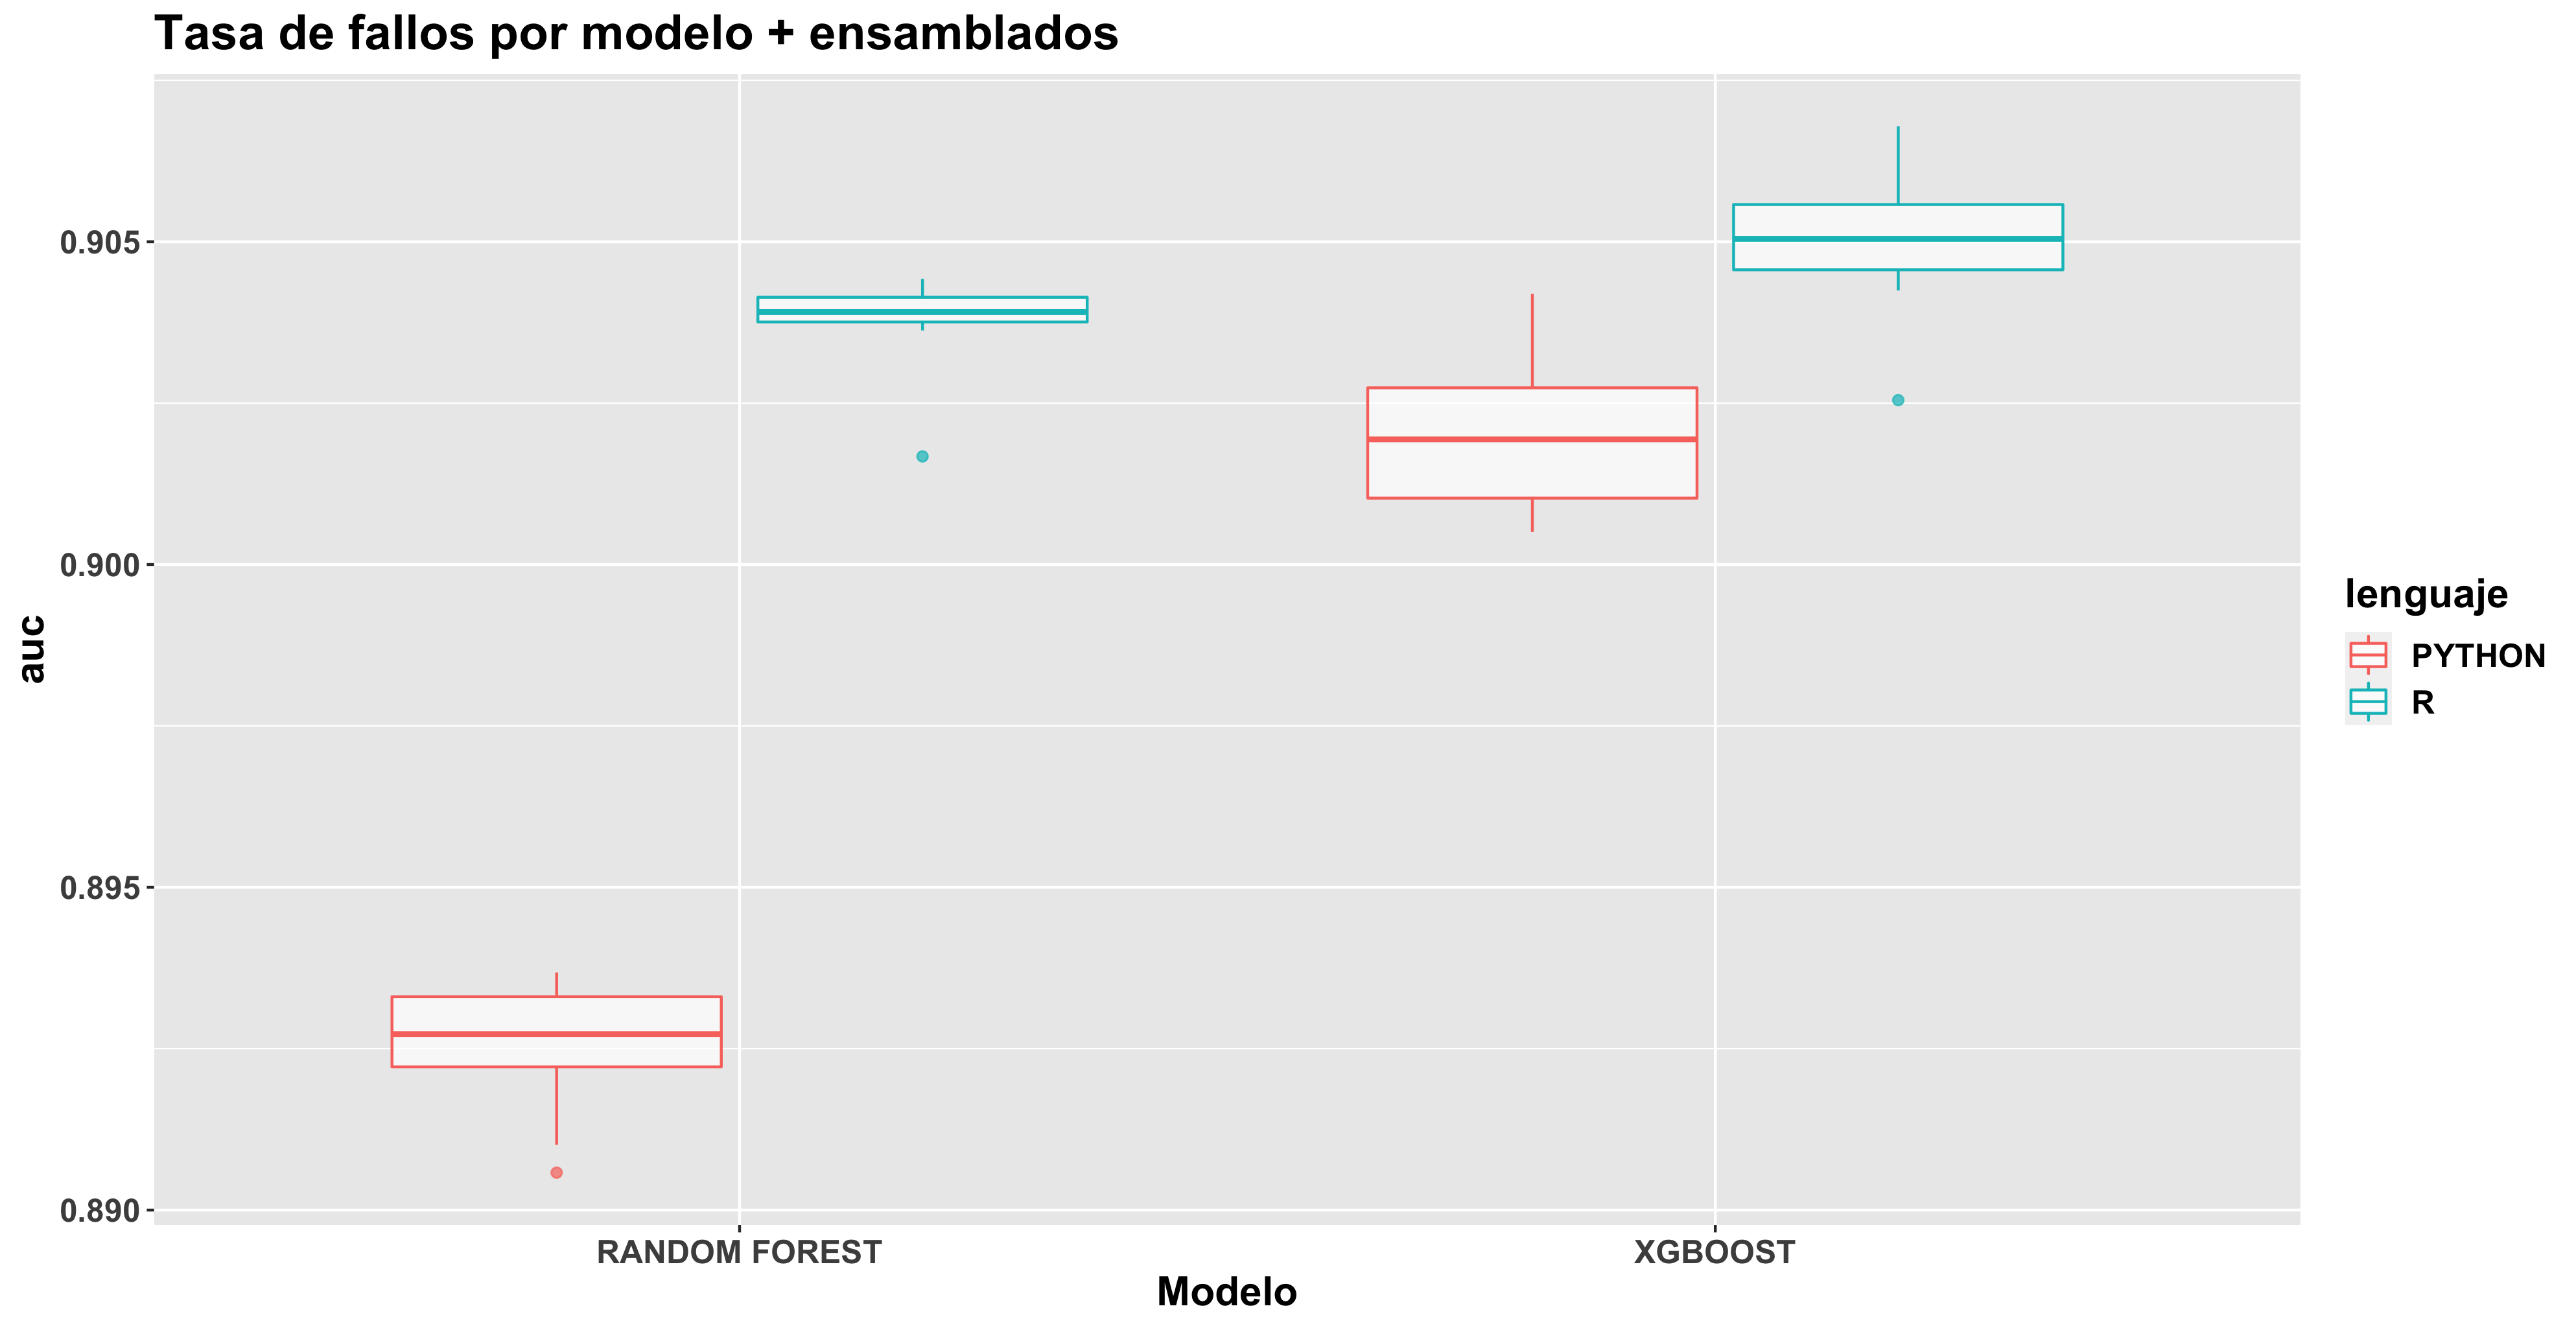 Tasa de fallos por modelo + ensamblados
0.905
0.900
0.895
0.890
auc
RANDOM FOREST
XGBOOST
Modelo
lenguaje
PYTHON
R